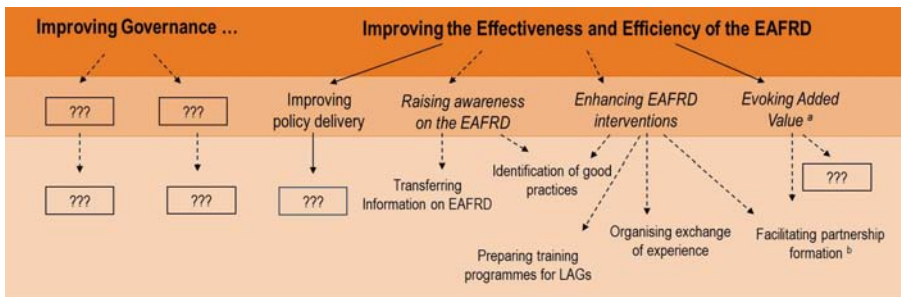 Improving Governance …
Improving the Effectiveness and Efficiency of the EAFRD
???
???
Improving
policy delivery
Raising awareness
on the EAFRD
Enhancing EAFRD
interventions
Evoking Added
Value ᵃ
???
???
???
Transferring
Information on EAFRD
Identification of good
practices
???
Preparing training
programmes for LAGs
Organising exchange
of experience
Facilitating partnership
formation ᵇ